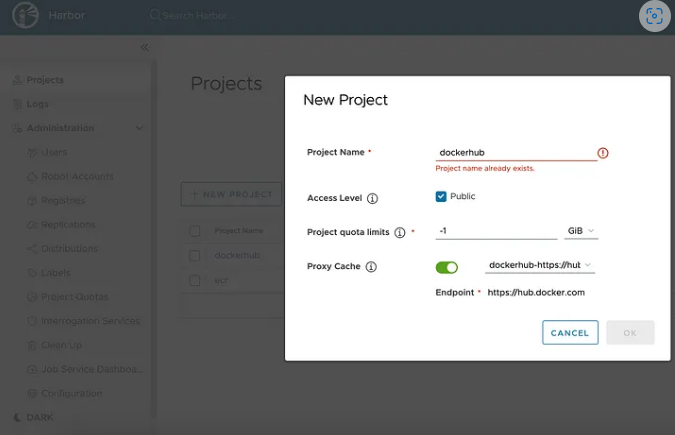 Harbor
Search Harbor...
«
Projects
Logs
Administration
Users
Robot Accounts
Registries
Replications
Distributions
Labels
Project Quotas
Interrogation Services
Clean Up
Job Service Dashboa...
Configuration
DARK
Projects
+ NEW PROJECT
Project Name
dockerhub
New Project
Project Name *
dockerhub
Project name already exists.
Access Level
Public
Project quota limits *
-1
GiB
Proxy Cache
dockerhub-https://hub
Endpoint * https://hub.docker.com
CANCEL
OK